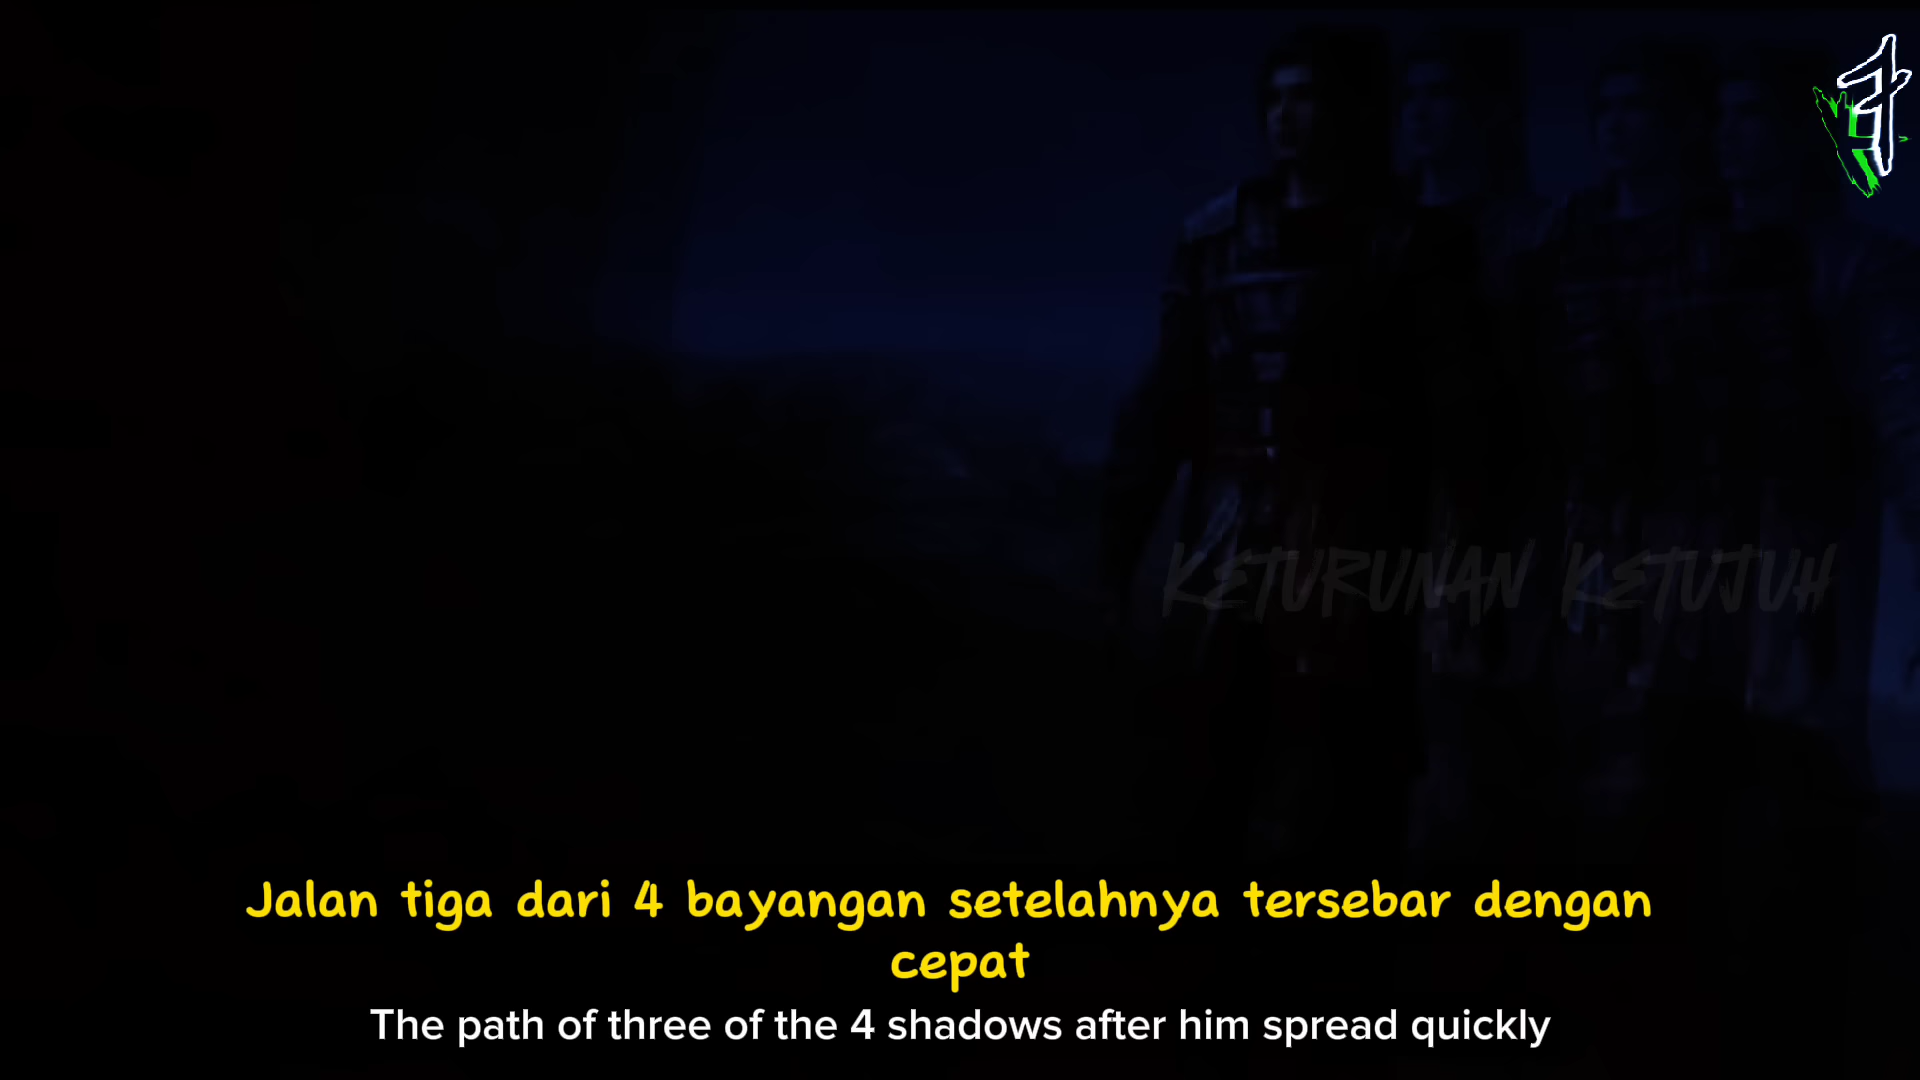 KETURUNAN KETUJUH
Jalan tiga dari 4 bayangan setelahnya tersebar dengan
cepat
The path of three of the 4 shadows after him spread quickly